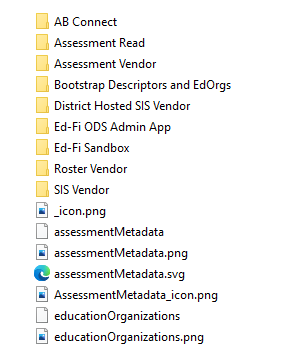 AB Connect
Assessment Read
Assessment Vendor
Bootstrap Descriptors and EdOrgs
District Hosted SIS Vendor
Ed-Fi ODS Admin App
Ed-Fi Sandbox
Roster Vendor
SIS Vendor
_icon.png
assessmentMetadata
assessmentMetadata.png
assessmentMetadata.svg
AssessmentMetadata_icon.png
educationOrganizations
educationOrganizations.png